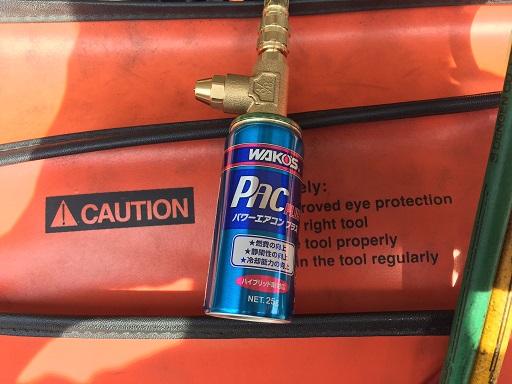 WAKO'S
PAC
パワーエアコン プラス
★燃費の向上
★静粛性の向上
★冷却能力の向上
ハイブリッド車
NET.25
CAUTION
ly:
roved eye protection
right tool
tool properly
in the tool regularly